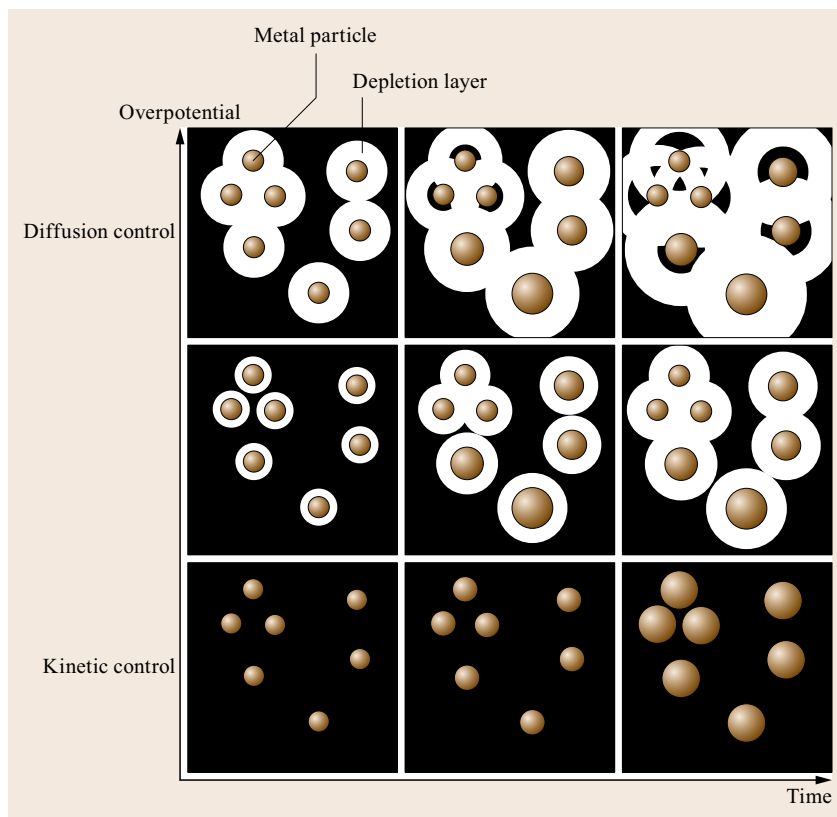 Metal particle
Depletion layer
Overpotential
Diffusion control
Kinetic control
Time